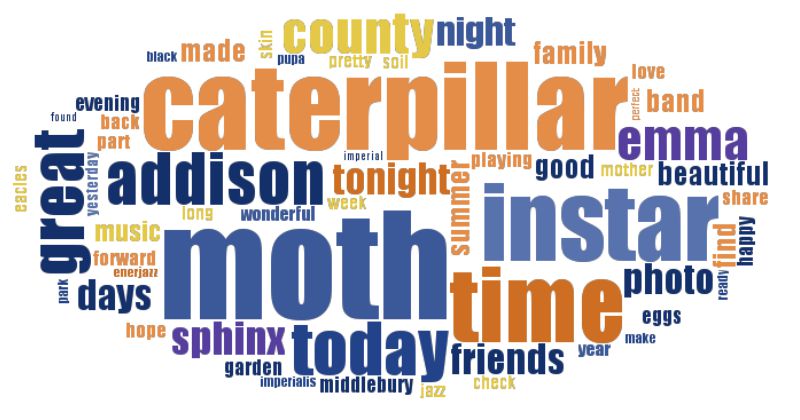 county night
black made skin pupa pretty soil family
caterpillar love
evening perfect band
found back emma
part
great imperial playing good mother beautiful
eacles yesterday addison tonight summer share
long wonderful week instar
music moth find happy
forward
enerjazz time photo ready
park days
eggs
hope sphinx today make
friends year
garden
imperialis middlebury jazz check